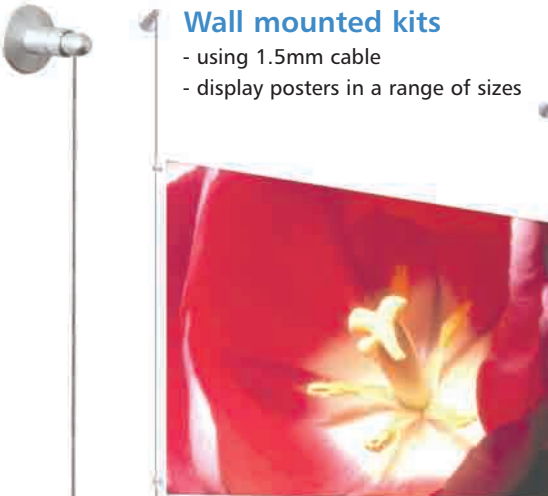 Wall mounted kits
- using 1.5mm cable
- display posters in a range of sizes